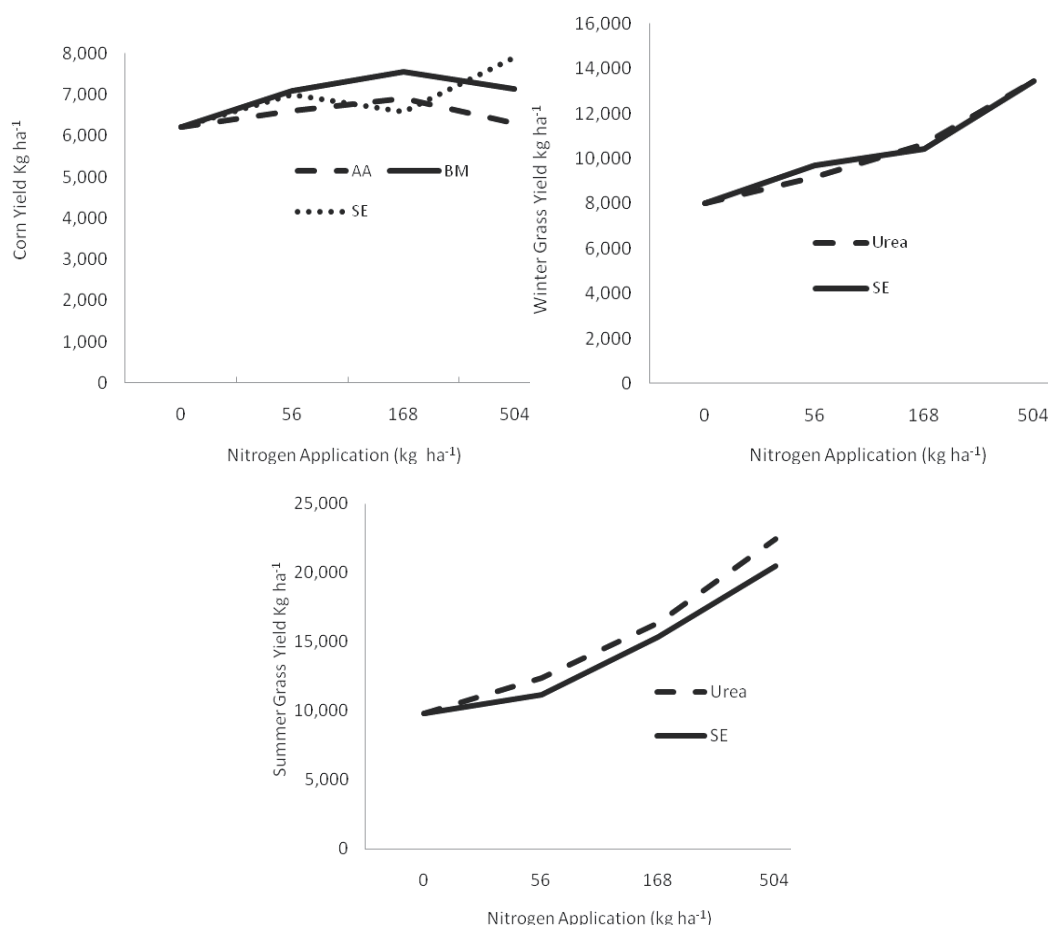 Corn Yield Kg ha⁻¹
8,000
7,000
6,000
5,000
4,000
3,000
2,000
1,000
0
AA BM
SE
0 56 168 504
Nitrogen Application (kg ha⁻¹)
Winter Grass Yield kg ha⁻¹
16,000
14,000
12,000
10,000
8,000
6,000
4,000
2,000
0
Urea
SE
0 56 168 504
Nitrogen Application (kg ha⁻¹)
Summer Grass Yield Kg ha⁻¹
25,000
20,000
15,000
10,000
5,000
0
Urea
SE
0 56 168 504
Nitrogen Application (kg ha⁻¹)